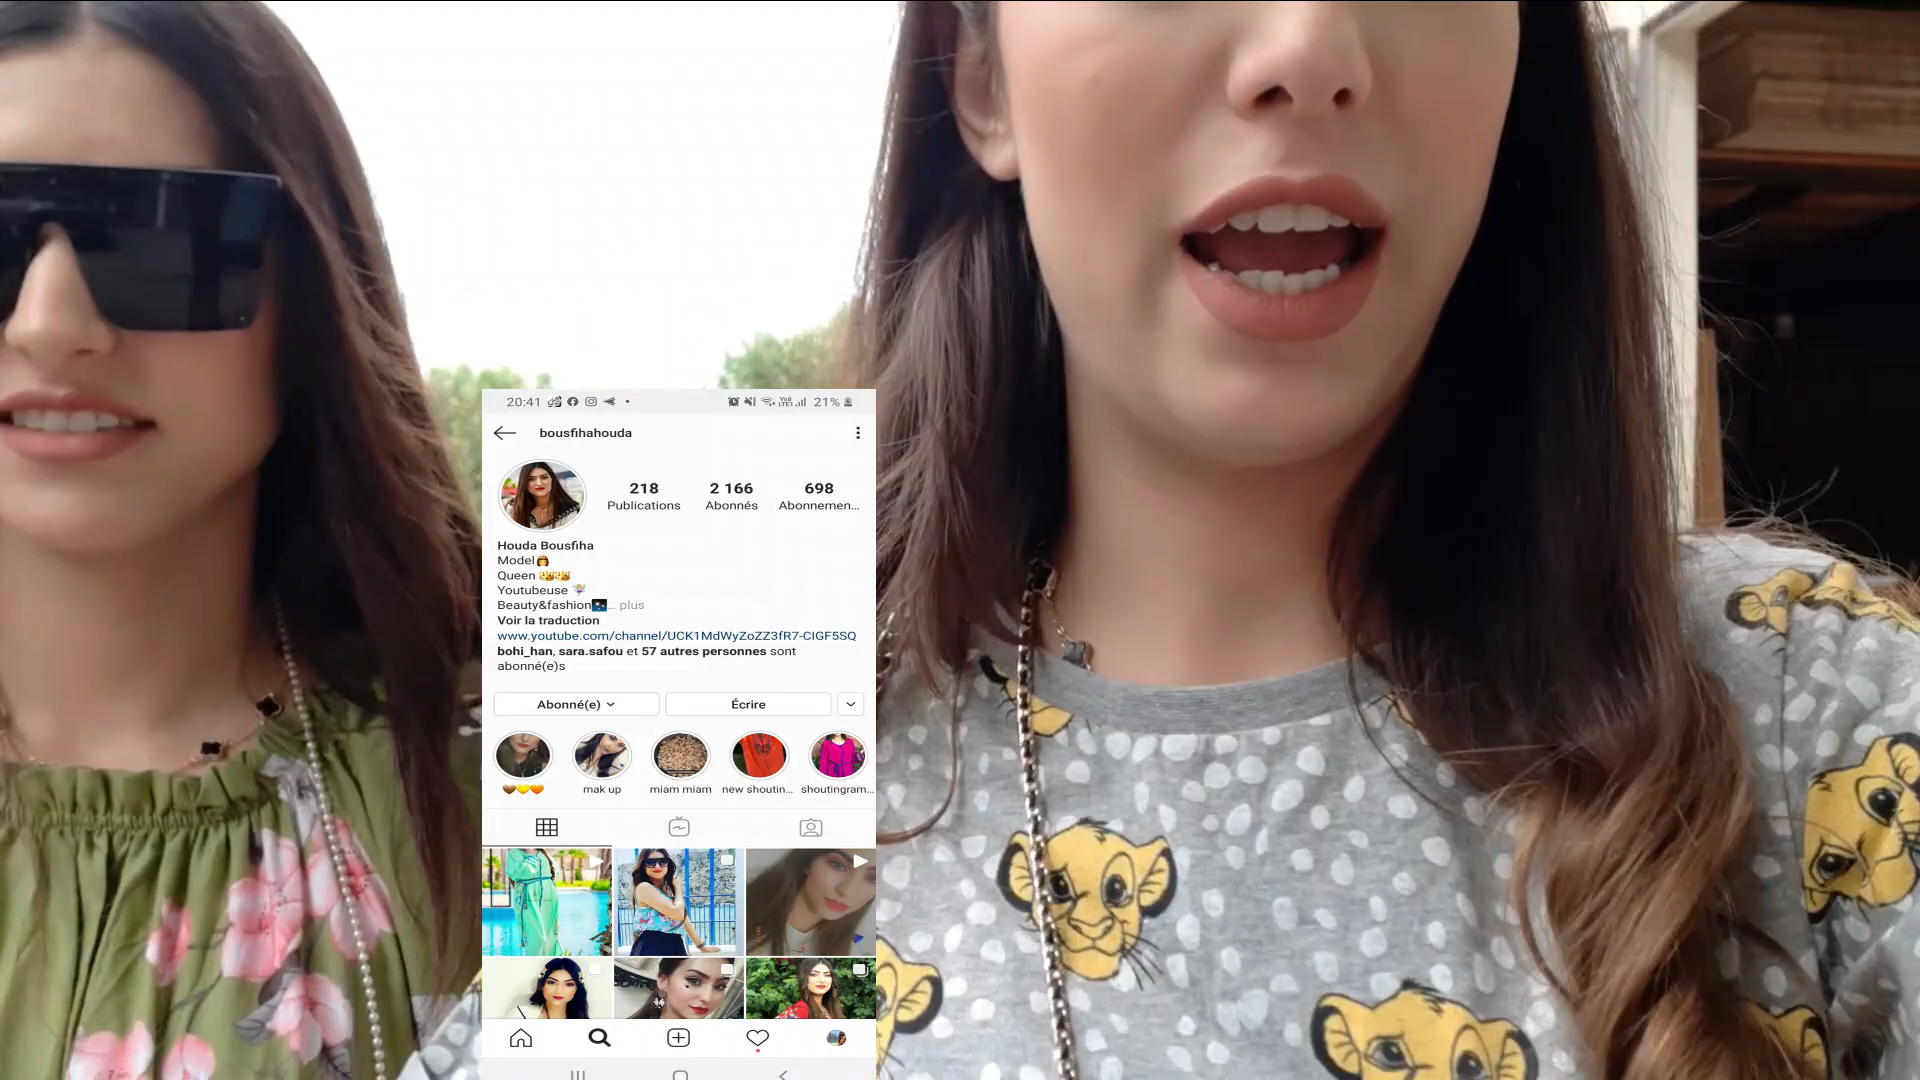 20:41 21%
bousfihahouda
218 2 166 698
Publications Abonnés Abonnemen...
Houda Bousfiha
Model
Queen
Youtubeuse
Beauty&fashion... plus
Voir la traduction
www.youtube.com/channel/UCK1MdWyZoZZ3fR7-CIGF5SQ
bohi_han, sara.safou et 57 autres personnes sont
abonné(e)s
Abonné(e) Écrire
mak up miam miam new shoutin... shoutingram...